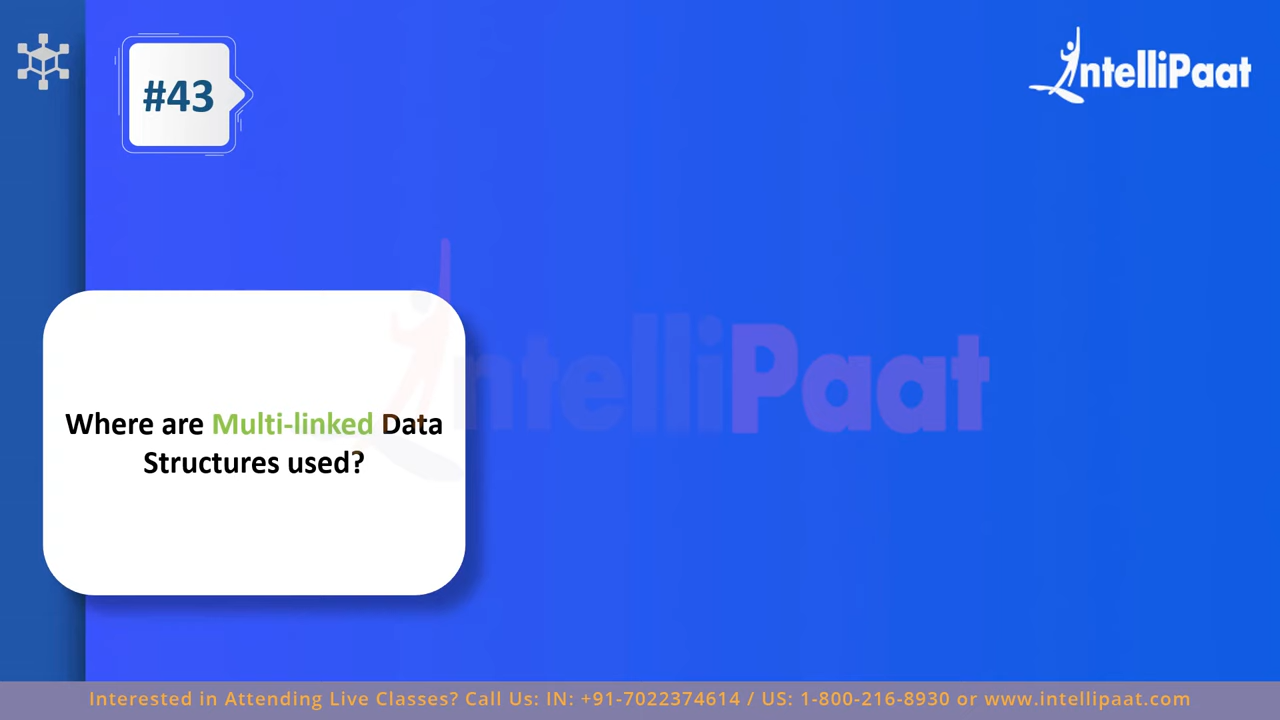 #43
IntelliPaat
Where are Multi-linked Data
Structures used?
IntelliPaat
Interested in Attending Live Classes? Call Us: IN: +91-7022374614 / US: 1-800-216-8930 or www.intellipaat.com